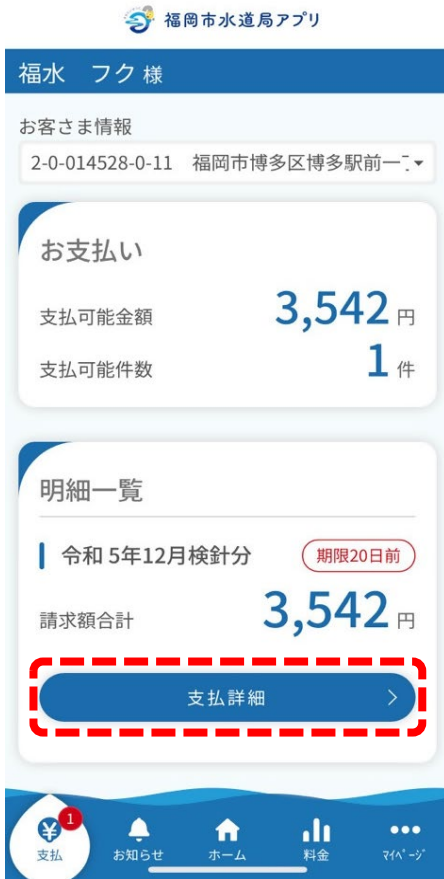 福岡市水道局アプリ
福水　フク 様
お客さま情報
2-0-014528-0-11　福岡市博多区博多駅前一
お支払い
支払可能金額 3,542 円
支払可能件数 1 件
明細一覧
令和 5年12月検針分 期限20日前
請求額合計 3,542 円
支払詳細
1
支払 お知らせ ホーム 料金 ﾏｲﾍﾟｰｼﾞ